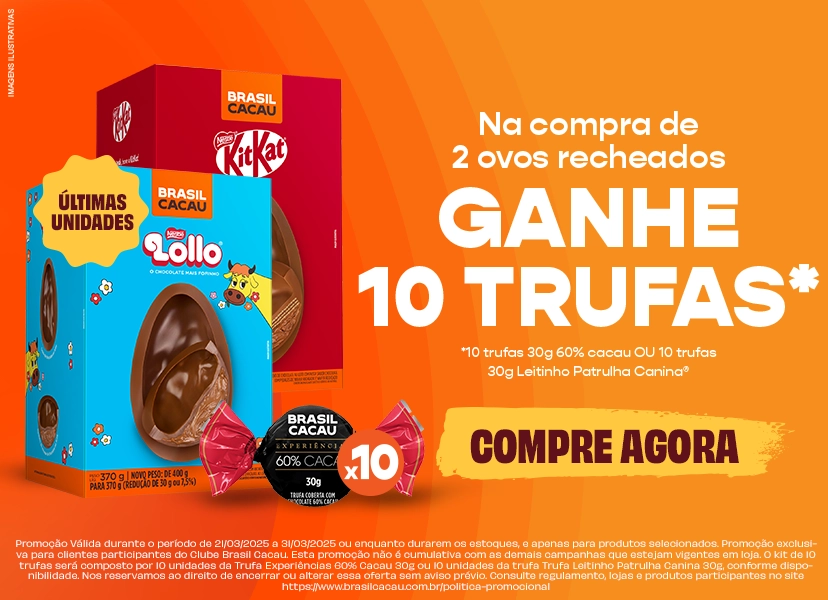 IMAGENS ILUSTRATIVAS
BRASIL
CACAU
Nestlé
KitKat
KitKat
ÚLTIMAS
UNIDADES
BRASIL
CACAU
Nestlé
Lollo
O CHOCOLATE MAIS FOFINHO
370 g | NOVO PESO: DE 400 g
PARA 370 g (REDUÇÃO DE 30 g ou 7,5%)
BRASIL
CACAU
EXPERIÊNCIA
60% CACA
30g
TRUFA COBERTA COM
CHOCOLATE 60% CACAU
x10
Na compra de
2 ovos recheados
GANHE
10 TRUFAS*
*10 trufas 30g 60% cacau OU 10 trufas
30g Leitinho Patrulha Canina®
COMPRE AGORA
Promoção Válida durante o período de 21/03/2025 a 31/03/2025 ou enquanto durarem os estoques, e apenas para produtos selecionados. Promoção exclusi-
va para clientes participantes do Clube Brasil Cacau. Esta promoção não é cumulativa com as demais campanhas que estejam vigentes em loja. O kit de 10
trufas será composto por 10 unidades da Trufa Experiências 60% Cacau 30g ou 10 unidades da trufa Trufa Leitinho Patrulha Canina 30g, conforme dispo-
nibilidade. Nos reservamos ao direito de encerrar ou alterar essa oferta sem aviso prévio. Consulte regulamento, lojas e produtos participantes no site
https://www.brasilcacau.com.br/politica-promocional